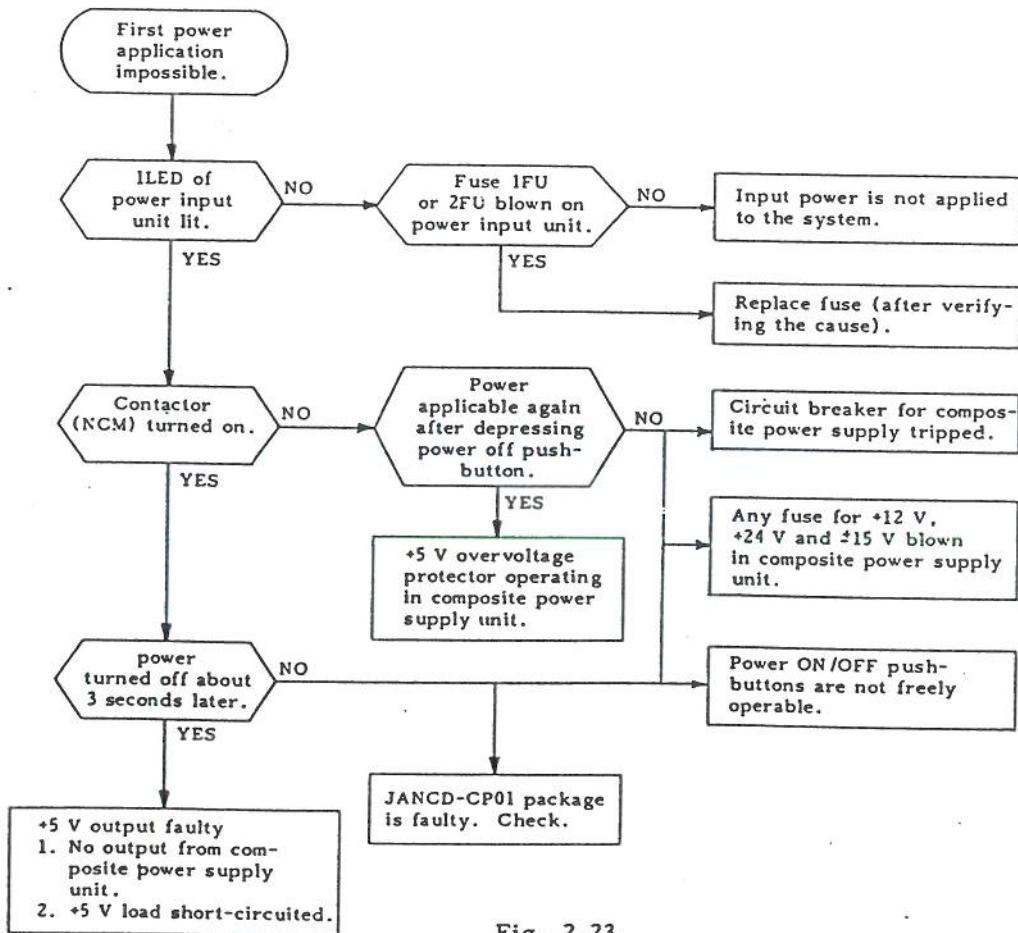 First power
application
impossible.
1LED of
power input
unit lit.
NO
YES
Fuse 1FU
or 2FU blown on
power input unit.
NO
YES
Input power is not applied
to the system.
Replace fuse (after verify-
ing the cause).
Contactor
(NCM) turned on.
NO
YES
Power
applicable again
after depressing
power off push-
button.
NO
YES
Circuit breaker for compos-
ite power supply tripped.
Any fuse for +12 V,
+24 V and ±15 V blown
in composite power supply
unit.
+5 V overvoltage
protector operating
in composite power
supply unit.
power
turned off about
3 seconds later.
NO
YES
Power ON/OFF push-
buttons are not freely
operable.
JANCD-CP01 package
is faulty. Check.
+5 V output faulty
1. No output from com-
posite power supply
unit.
2. +5 V load short-circuited.
Fig. 2.23